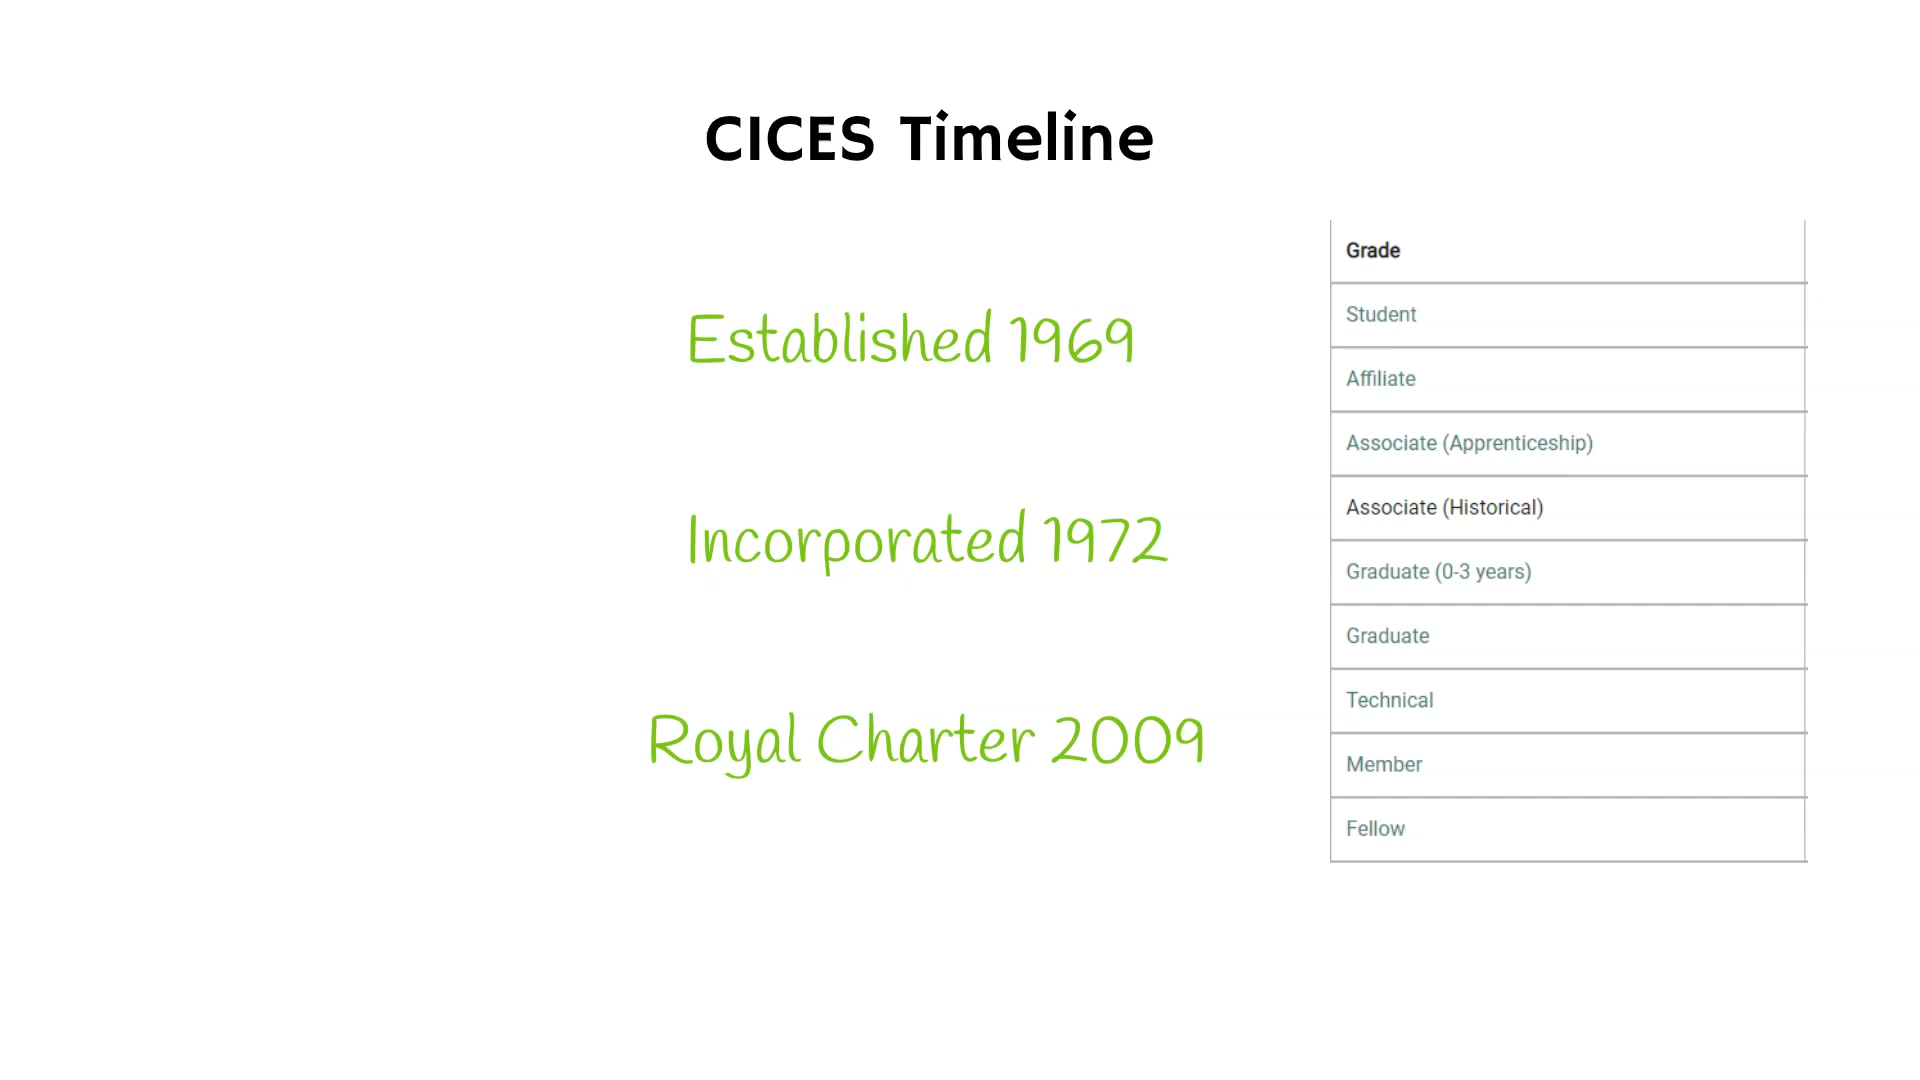 CICES Timeline
Established 1969
Incorporated 1972
Royal Charter 2009
Grade
Student
Affiliate
Associate (Apprenticeship)
Associate (Historical)
Graduate (0-3 years)
Graduate
Technical
Member
Fellow